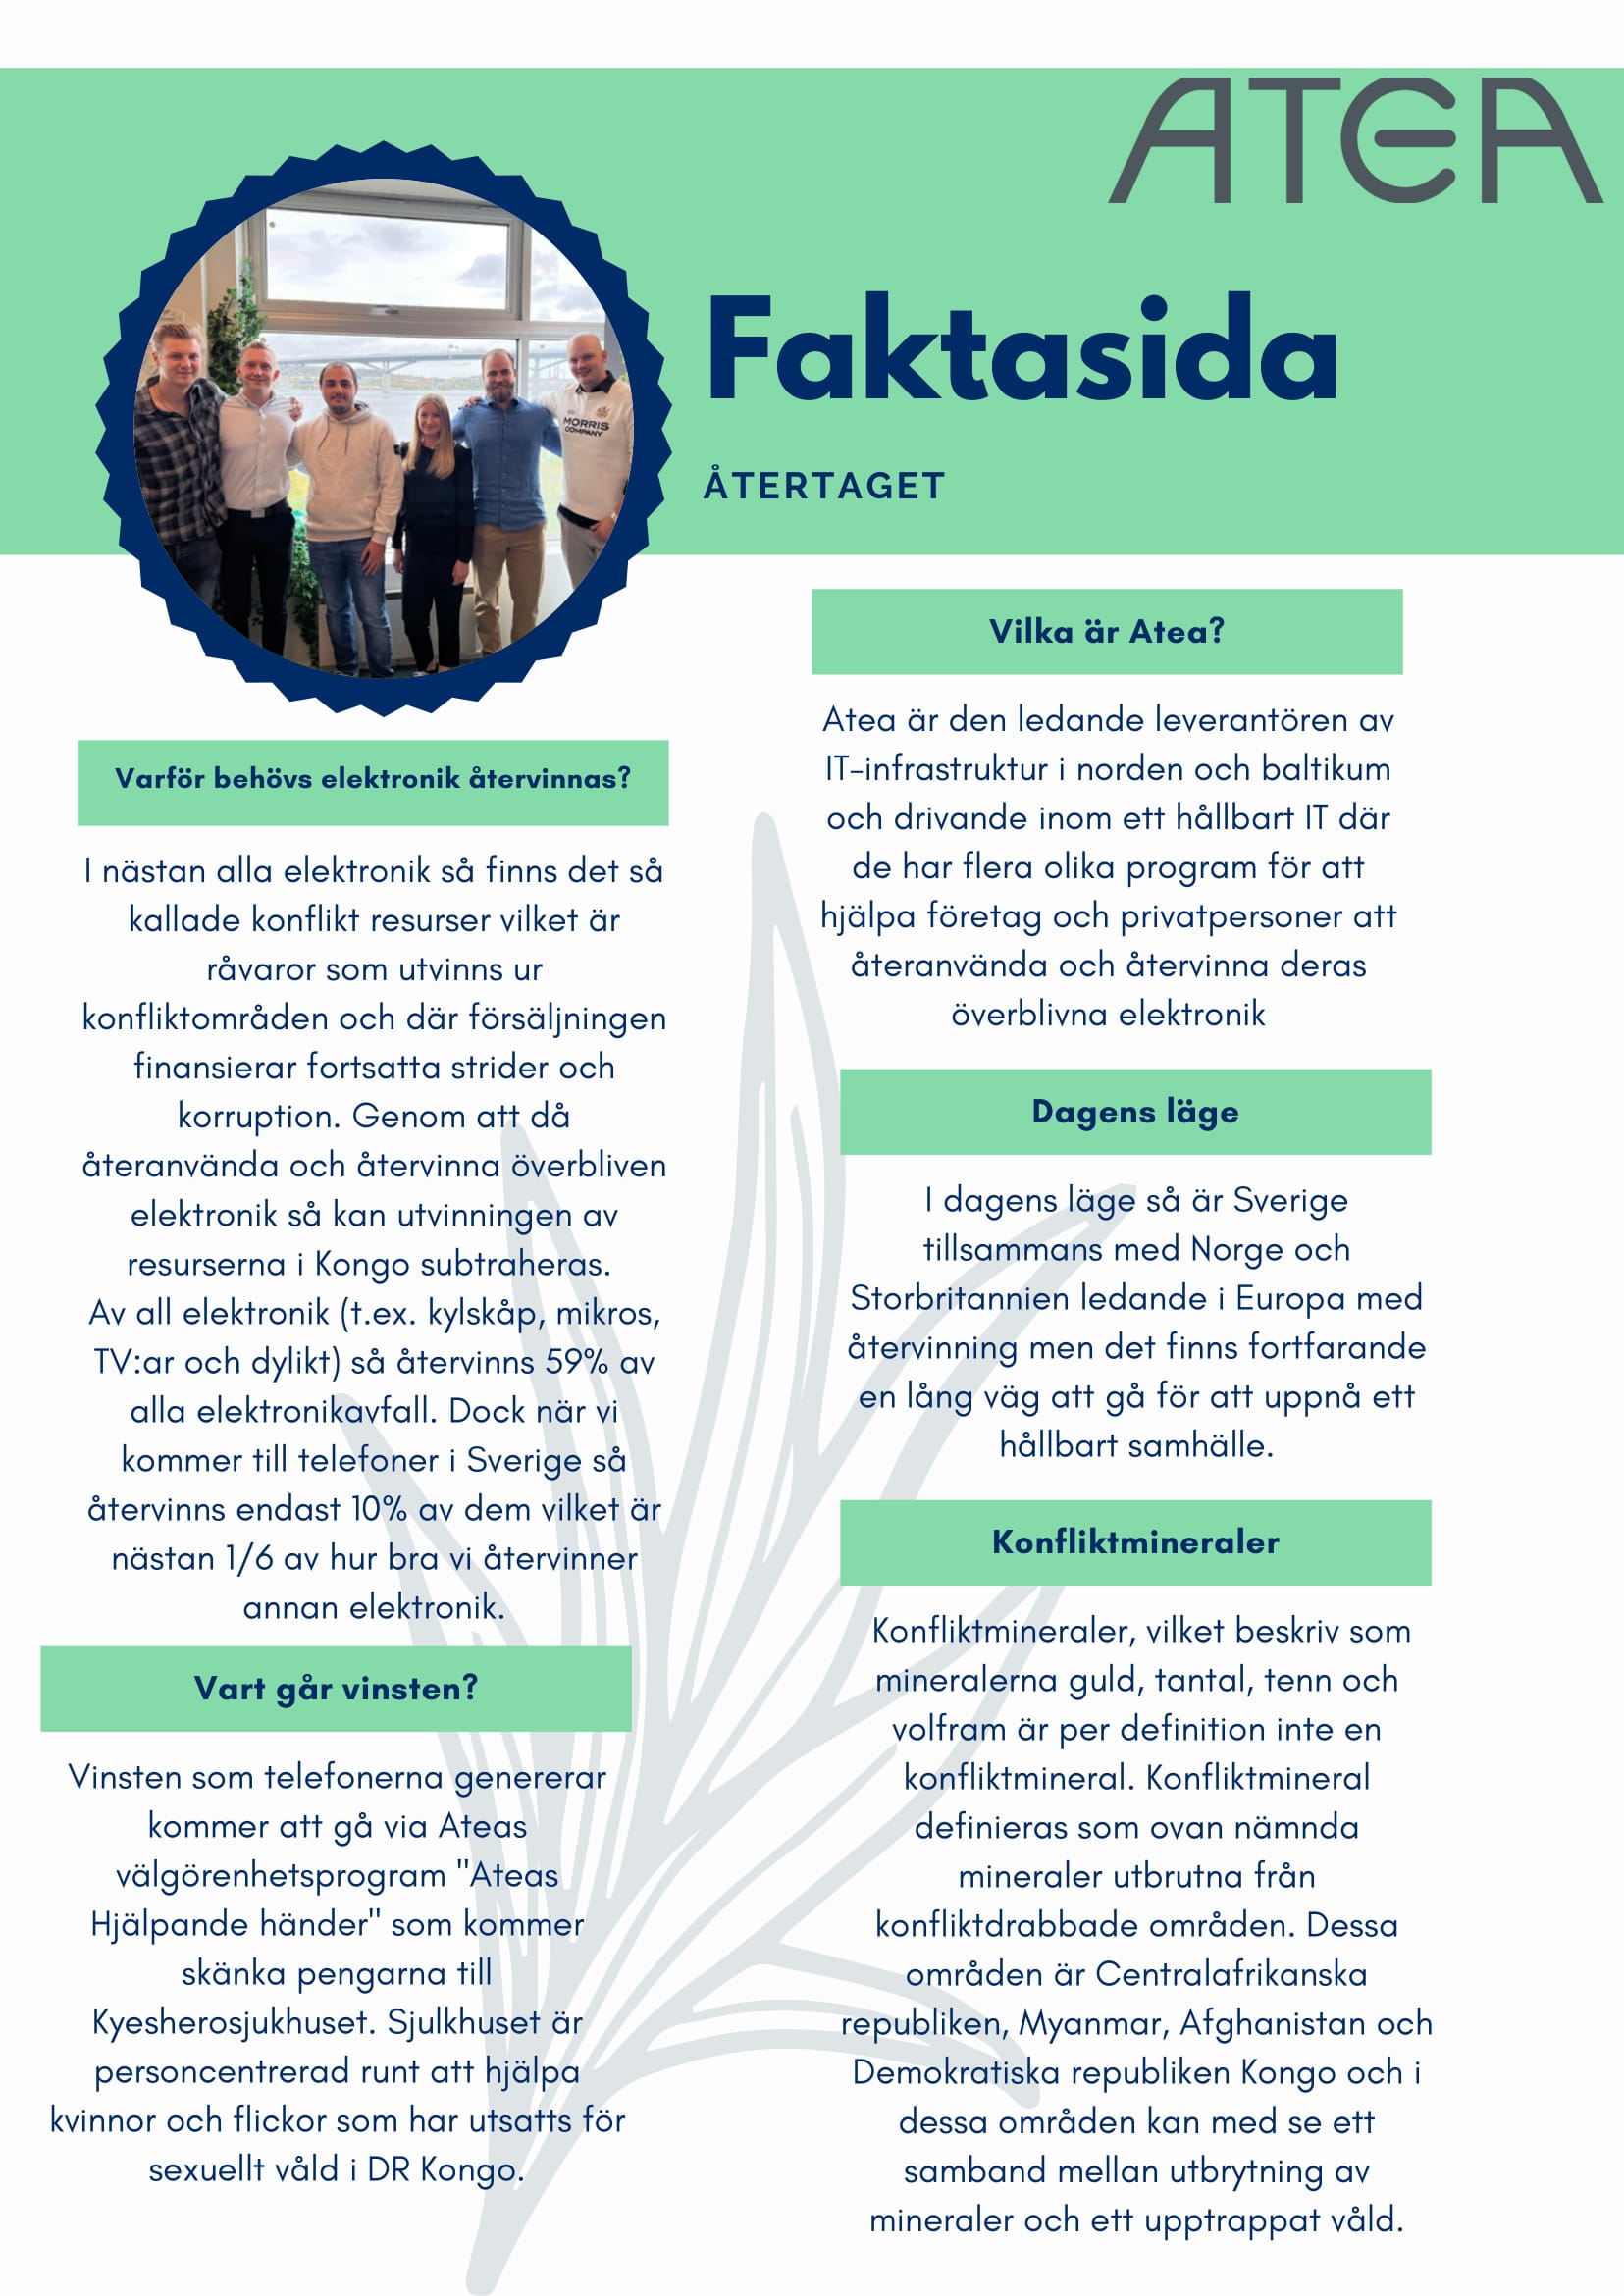 ATEA
Faktasida
ÅTERTAGET
MORRIS
COMPANY
Varför behövs elektronik återvinnas?
I nästan alla elektronik så finns det så
kallade konflikt resurser vilket är
råvaror som utvinns ur
konfliktområden och där försäljningen
finansierar fortsatta strider och
korruption. Genom att då
återanvända och återvinna överbliven
elektronik så kan utvinningen av
resurserna i Kongo subtraheras.
Av all elektronik (t.ex. kylskåp, mikros,
TV:ar och dylikt) så återvinns 59% av
alla elektronikavfall. Dock när vi
kommer till telefoner i Sverige så
återvinns endast 10% av dem vilket är
nästan 1/6 av hur bra vi återvinner
annan elektronik.
Vart går vinsten?
Vinsten som telefonerna genererar
kommer att gå via Ateas
välgörenhetsprogram "Ateas
Hjälpande händer" som kommer
skänka pengarna till
Kyesherosjukhuset. Sjulkhuset är
personcentrerad runt att hjälpa
kvinnor och flickor som har utsatts för
sexuellt våld i DR Kongo.
Vilka är Atea?
Atea är den ledande leverantören av
IT-infrastruktur i norden och baltikum
och drivande inom ett hållbart IT där
de har flera olika program för att
hjälpa företag och privatpersoner att
återanvända och återvinna deras
överblivna elektronik
Dagens läge
I dagens läge så är Sverige
tillsammans med Norge och
Storbritannien ledande i Europa med
återvinning men det finns fortfarande
en lång väg att gå för att uppnå ett
hållbart samhälle.
Konfliktmineraler
Konfliktmineraler, vilket beskriv som
mineralerna guld, tantal, tenn och
volfram är per definition inte en
konfliktmineral. Konfliktmineral
definieras som ovan nämnda
mineraler utbrutna från
konfliktdrabbade områden. Dessa
områden är Centralafrikanska
republiken, Myanmar, Afghanistan och
Demokratiska republiken Kongo och i
dessa områden kan med se ett
samband mellan utbrytning av
mineraler och ett upptrappat våld.